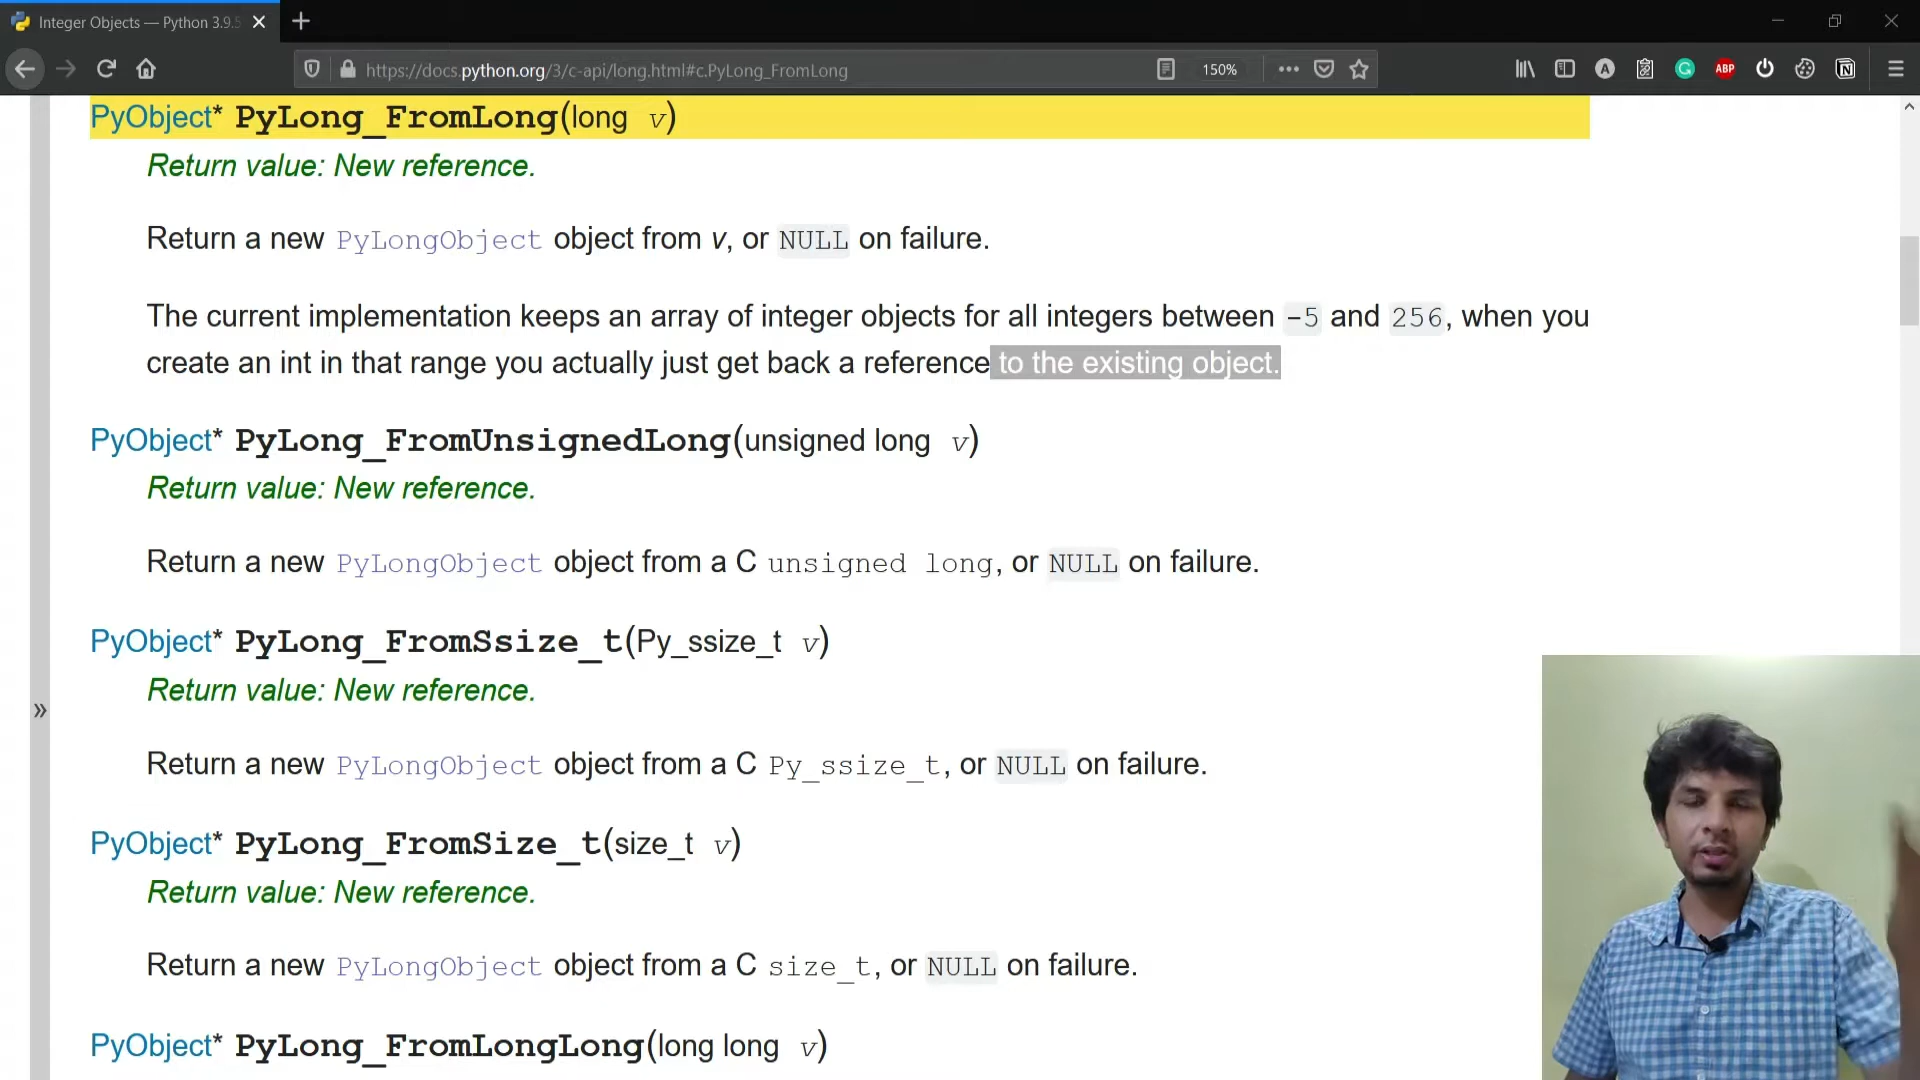 Integer Objects — Python 3.9.5
https://docs.python.org/3/c-api/long.html#c.PyLong_FromLong
150%
A
G
ABP
N
PyObject* PyLong_FromLong(long v)
Return value: New reference.
Return a new PyLongObject object from v, or NULL on failure.
The current implementation keeps an array of integer objects for all integers between -5 and 256, when you
create an int in that range you actually just get back a reference to the existing object.
PyObject* PyLong_FromUnsignedLong(unsigned long v)
Return value: New reference.
Return a new PyLongObject object from a C unsigned long, or NULL on failure.
PyObject* PyLong_FromSsize_t(Py_ssize_t v)
Return value: New reference.
»
Return a new PyLongObject object from a C Py_ssize_t, or NULL on failure.
PyObject* PyLong_FromSize_t(size_t v)
Return value: New reference.
Return a new PyLongObject object from a C size_t, or NULL on failure.
PyObject* PyLong_FromLongLong(long long v)